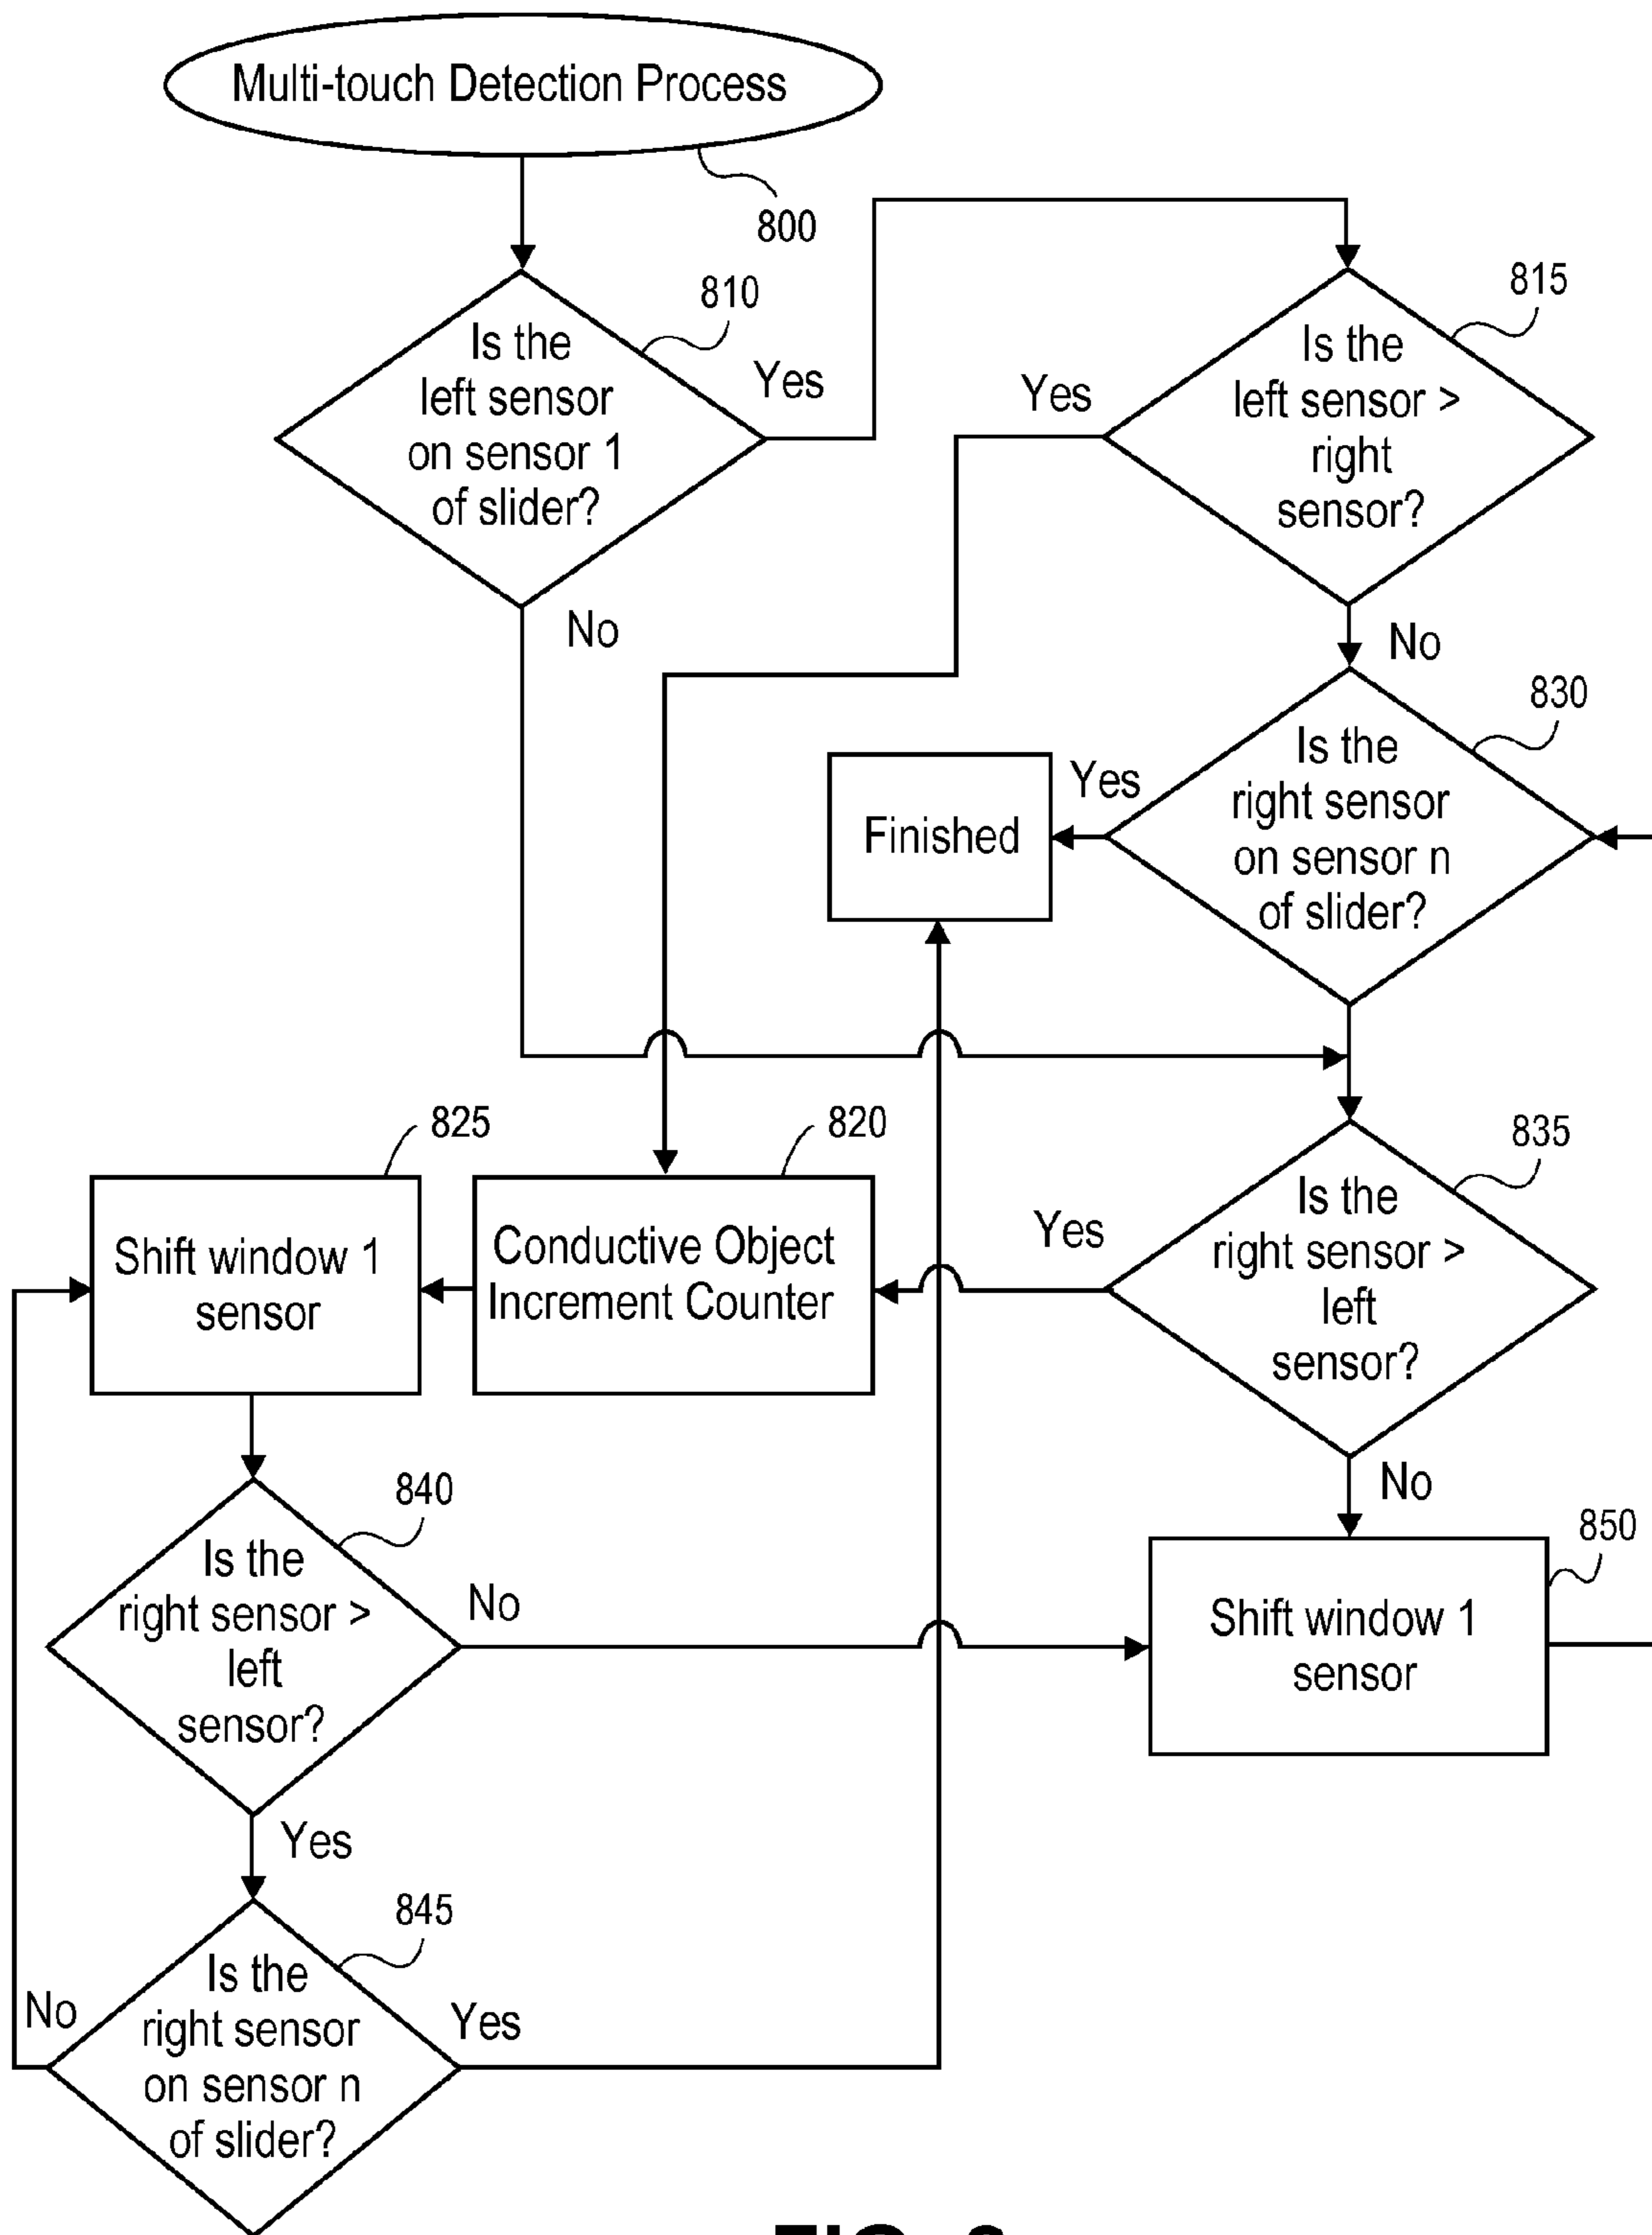 Multi-touch Detection Process
800
810
Is the
left sensor
on sensor 1
of slider?
Yes
No
815
Is the
left sensor >
right
sensor?
Yes
No
830
Is the
right sensor
on sensor n
of slider?
Yes
Finished
835
Is the
right sensor >
left
sensor?
Yes
No
820
Conductive Object
Increment Counter
825
Shift window 1
sensor
840
Is the
right sensor >
left
sensor?
No
Yes
850
Shift window 1
sensor
845
Is the
right sensor
on sensor n
of slider?
No
Yes